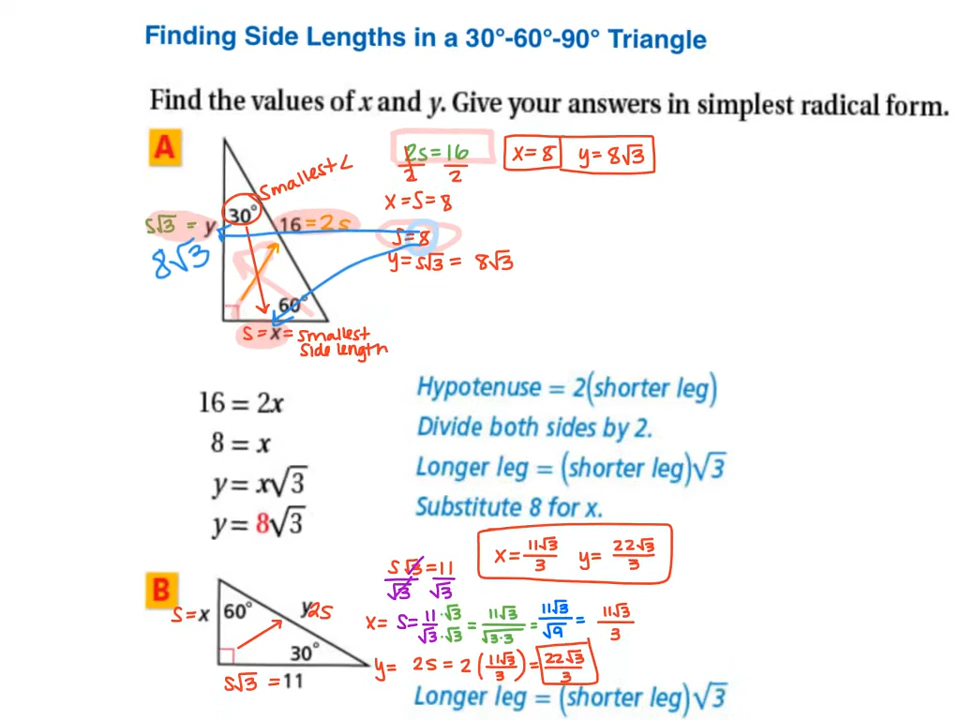 Finding Side Lengths in a 30°-60°-90° Triangle
Find the values of x and y. Give your answers in simplest radical form.
A
30°
smallest <
s√3 = y
16 = 2s
8√3
60°
s = x = smallest
side length
2s = 16
2 2
x = 8
y = 8√3
x = s = 8
s = 8
y = s√3 = 8√3
16 = 2x
Hypotenuse = 2(shorter leg)
8 = x
Divide both sides by 2.
y = x√3
Longer leg = (shorter leg)√3
y = 8√3
Substitute 8 for x.
x = 11√3/3 y = 22√3/3
B
s = x
60°
y 2s
30°
s√3 = 11
s√3/√3 = 11/√3
x = s = 11/√3 · √3/√3 = 11√3/√3·3 = 11√3/√9 = 11√3/3
y = 2s = 2 (11√3/3) = 22√3/3
Longer leg = (shorter leg)√3